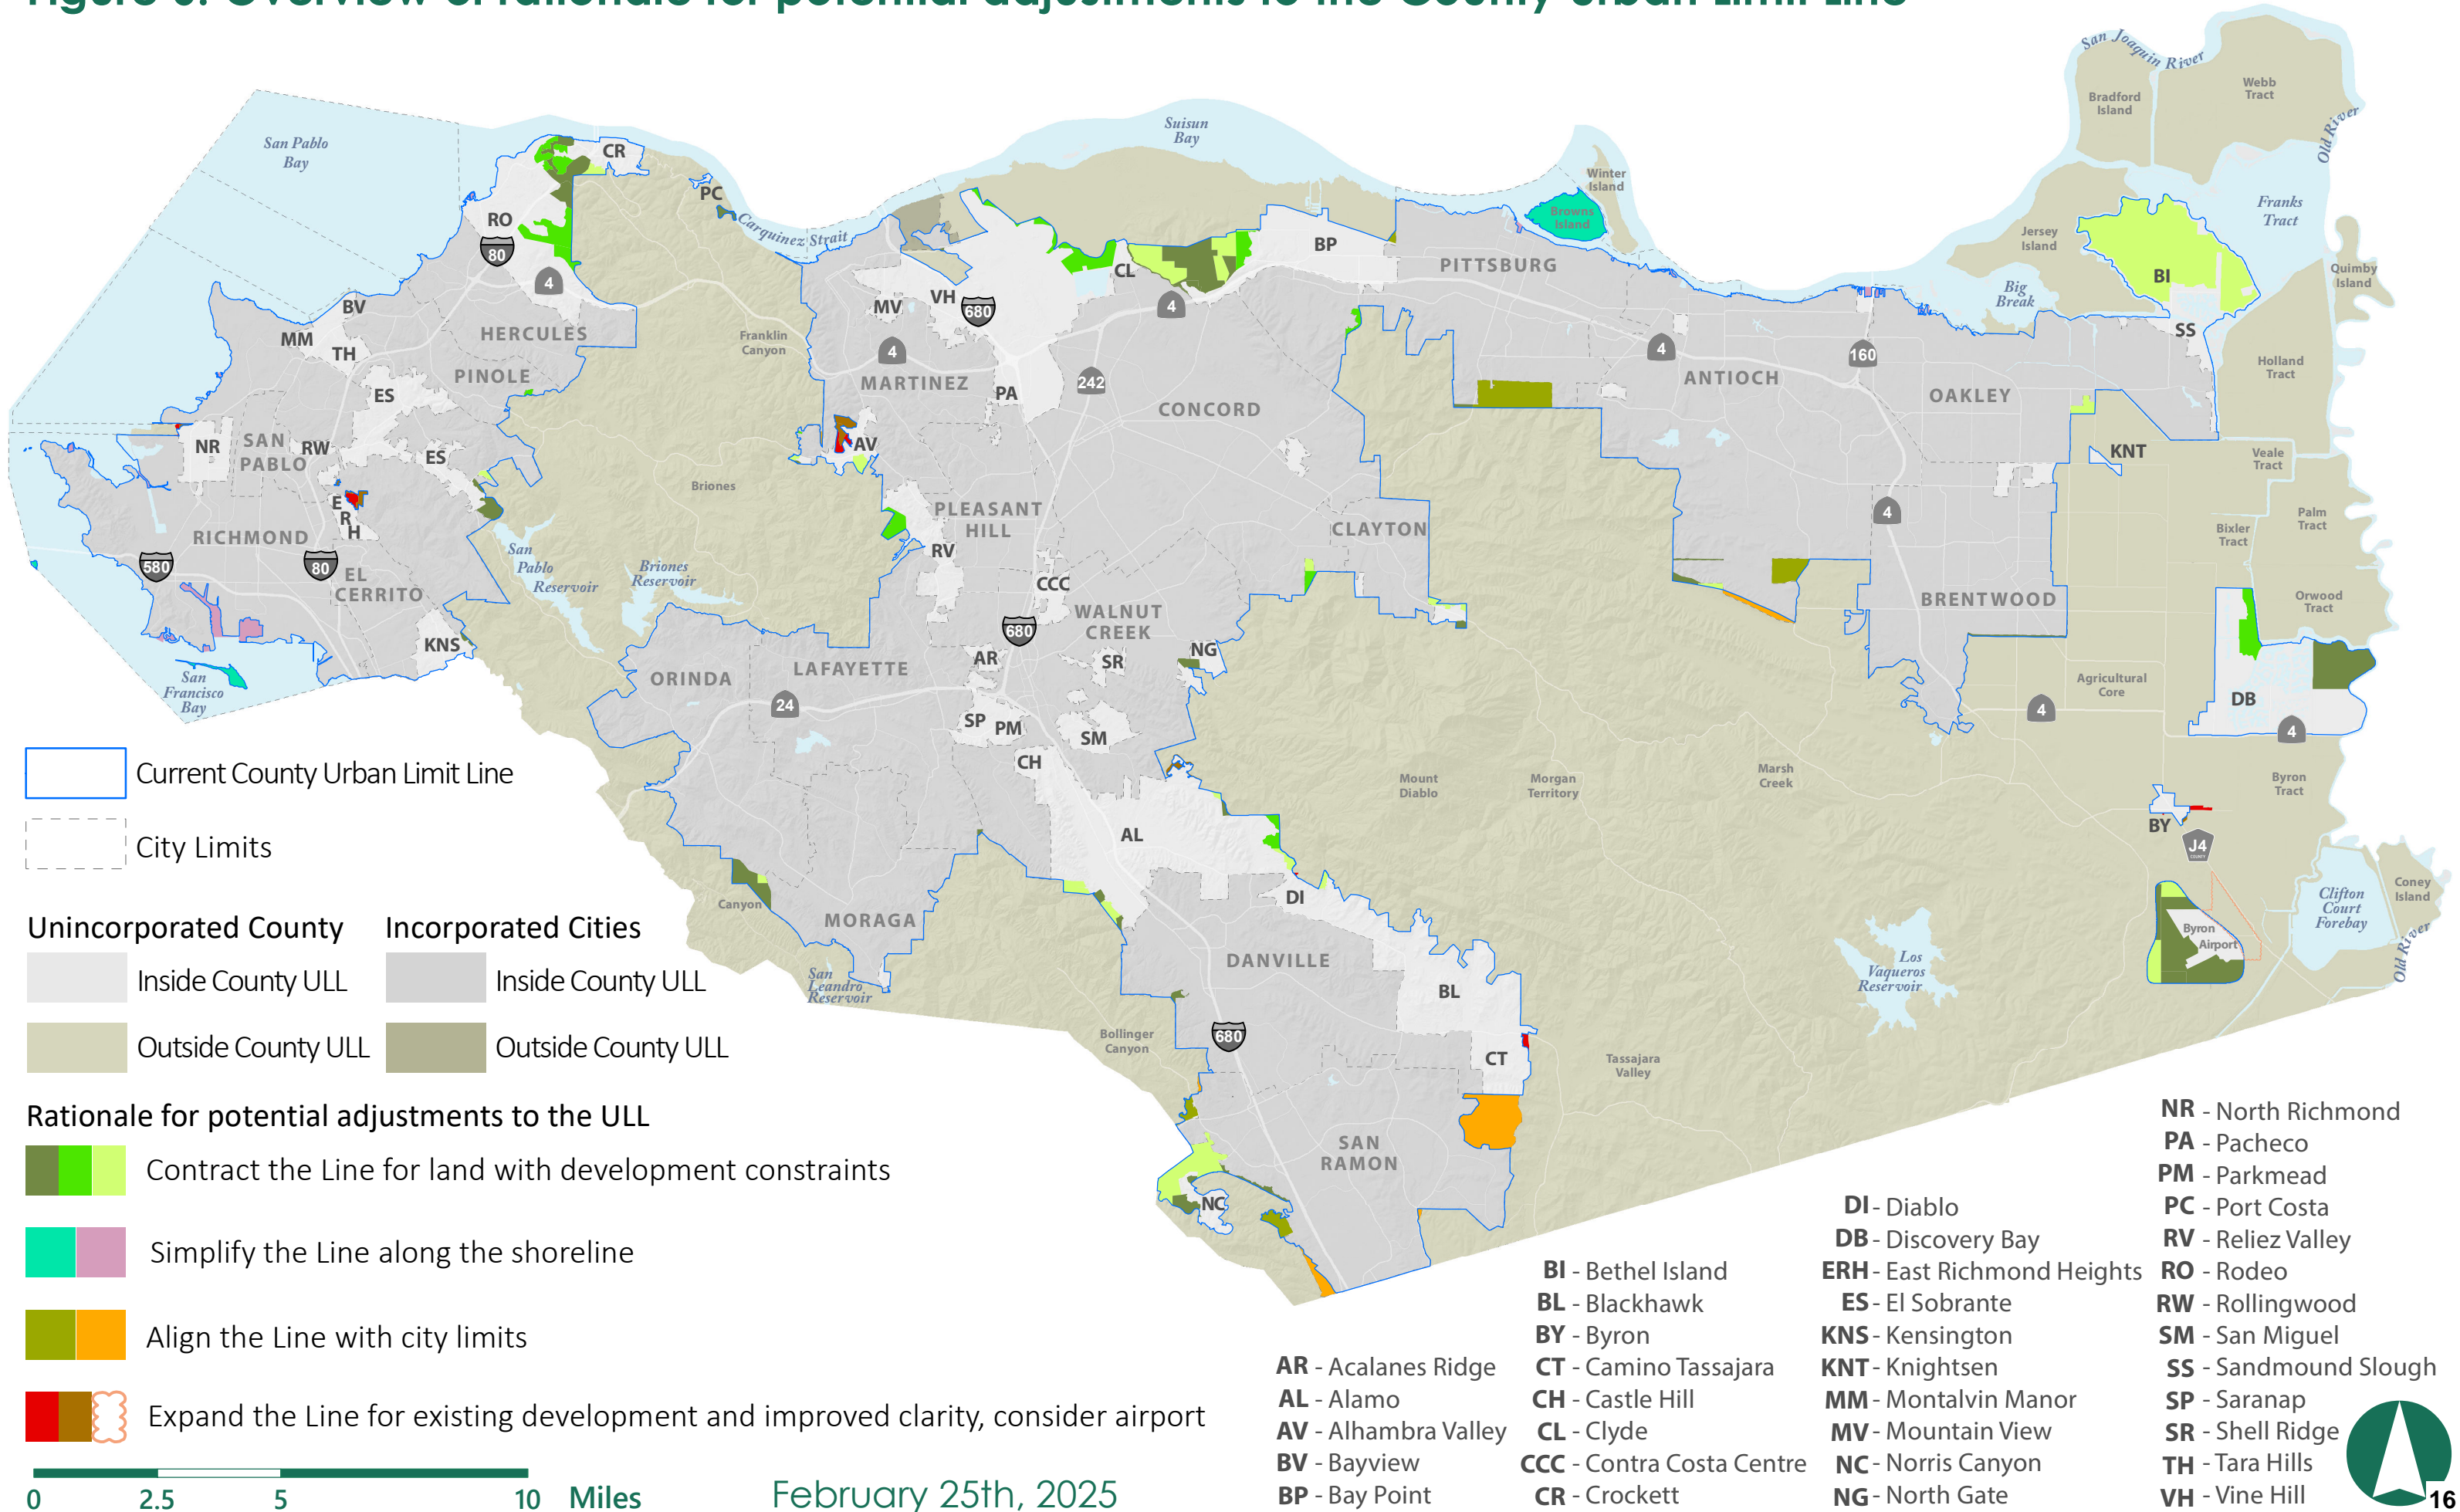 Figure 3: Overview of rationale for potential adjustments to the County Urban Limit Line
San Joaquin River
Webb
Tract
Bradford
Island
Old River
San Pablo
Bay
Suisun
Bay
CR
PC
Carquinez Strait
Winter
Island
Browns
Island
Franks
Tract
Jersey
Island
Quimby
Island
RO
80
4
BP
PITTSBURG
BI
Big
Break
CL
4
MV
VH
680
BV
HERCULES
MM
TH
Franklin
Canyon
4
MARTINEZ
SS
4
160
ANTIOCH
Holland
Tract
PINOLE
ES
PA
242
CONCORD
OAKLEY
NR
SAN
PABLO
RW
ES
AV
KNT
Veale
Tract
Briones
E
R
H
RICHMOND
580
80
EL
CERRITO
San
Pablo
Reservoir
Briones
Reservoir
PLEASANT
HILL
RV
CLAYTON
4
Palm
Tract
Bixler
Tract
CCC
WALNUT
CREEK
680
BRENTWOOD
Orwood
Tract
KNS
ORINDA
LAFAYETTE
AR
SR
NG
San
Francisco
Bay
24
SP
PM
SM
CH
Agricultural
Core
4
DB
4
Mount
Diablo
Morgan
Territory
Marsh
Creek
Byron
Tract
BY
J4
COUNTY
AL
DI
Canyon
MORAGA
Clifton
Court
Forebay
Coney
Island
Byron
Airport
Old River
San
Leandro
Reservoir
DANVILLE
BL
Los
Vaqueros
Reservoir
Bollinger
Canyon
680
CT
Tassajara
Valley
SAN
RAMON
NC
Current County Urban Limit Line
City Limits
Unincorporated County
Incorporated Cities
Inside County ULL
Inside County ULL
Outside County ULL
Outside County ULL
Rationale for potential adjustments to the ULL
Contract the Line for land with development constraints
Simplify the Line along the shoreline
Align the Line with city limits
Expand the Line for existing development and improved clarity, consider airport
0 2.5 5 10 Miles
February 25th, 2025
AR - Acalanes Ridge
AL - Alamo
AV - Alhambra Valley
BV - Bayview
BP - Bay Point
BI - Bethel Island
BL - Blackhawk
BY - Byron
CT - Camino Tassajara
CH - Castle Hill
CL - Clyde
CCC - Contra Costa Centre
CR - Crockett
DI - Diablo
DB - Discovery Bay
ERH - East Richmond Heights
ES - El Sobrante
KNS - Kensington
KNT - Knightsen
MM - Montalvin Manor
MV - Mountain View
NC - Norris Canyon
NG - North Gate
NR - North Richmond
PA - Pacheco
PM - Parkmead
PC - Port Costa
RV - Reliez Valley
RO - Rodeo
RW - Rollingwood
SM - San Miguel
SS - Sandmound Slough
SP - Saranap
SR - Shell Ridge
TH - Tara Hills
VH - Vine Hill
16